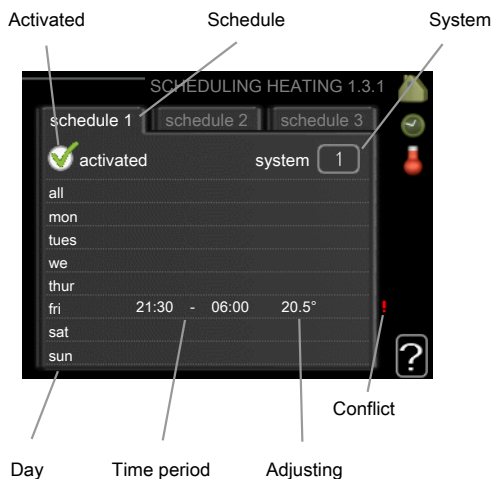 Activated Schedule System
SCHEDULING HEATING 1.3.1
schedule 1 schedule 2 schedule 3
activated system 1
all
mon
tues
we
thur
fri 21:30 - 06:00 20.5° !
sat
sun
?
Conflict
Day Time period Adjusting